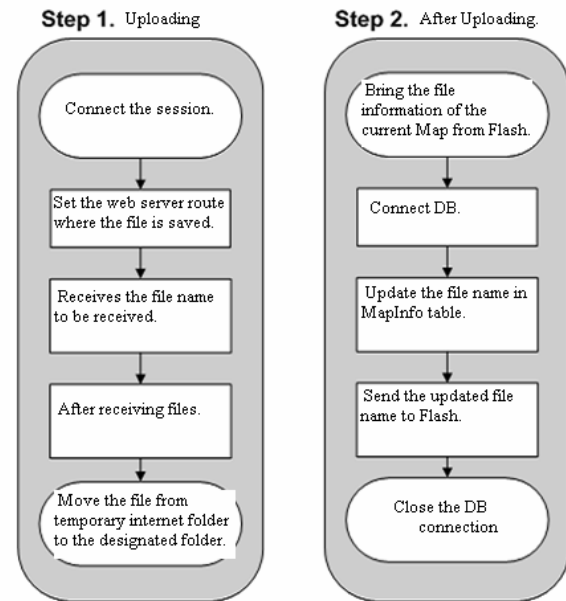 Step 1. Uploading
Connect the session.
Set the web server route
where the file is saved.
Receives the file name
to be received.
After receiving files.
Move the file from
temporary internet folder
to the designated folder.
Step 2. After Uploading.
Bring the file
information of the
current Map from Flash.
Connect DB.
Update the file name in
MapInfo table.
Send the updated file
name to Flash.
Close the DB
connection